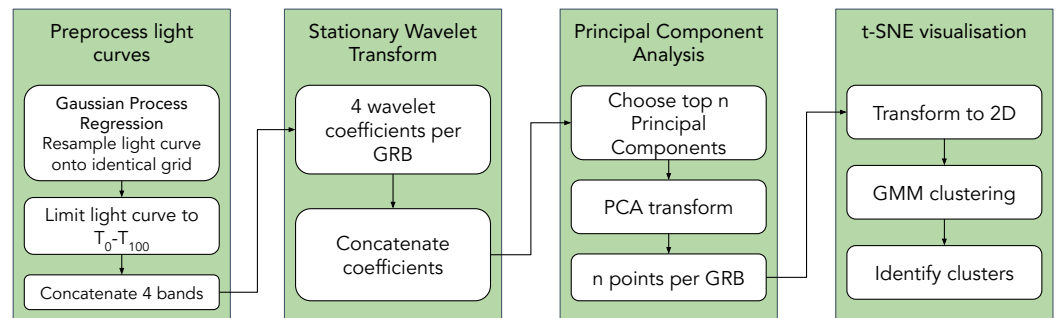 Preprocess light
curves
Gaussian Process
Regression
Resample light curve
onto identical grid
Limit light curve to
T₀-T₁₀₀
Concatenate 4 bands
Stationary Wavelet
Transform
4 wavelet
coefficients per
GRB
Concatenate
coefficients
Principal Component
Analysis
Choose top n
Principal
Components
PCA transform
n points per GRB
t-SNE visualisation
Transform to 2D
GMM clustering
Identify clusters